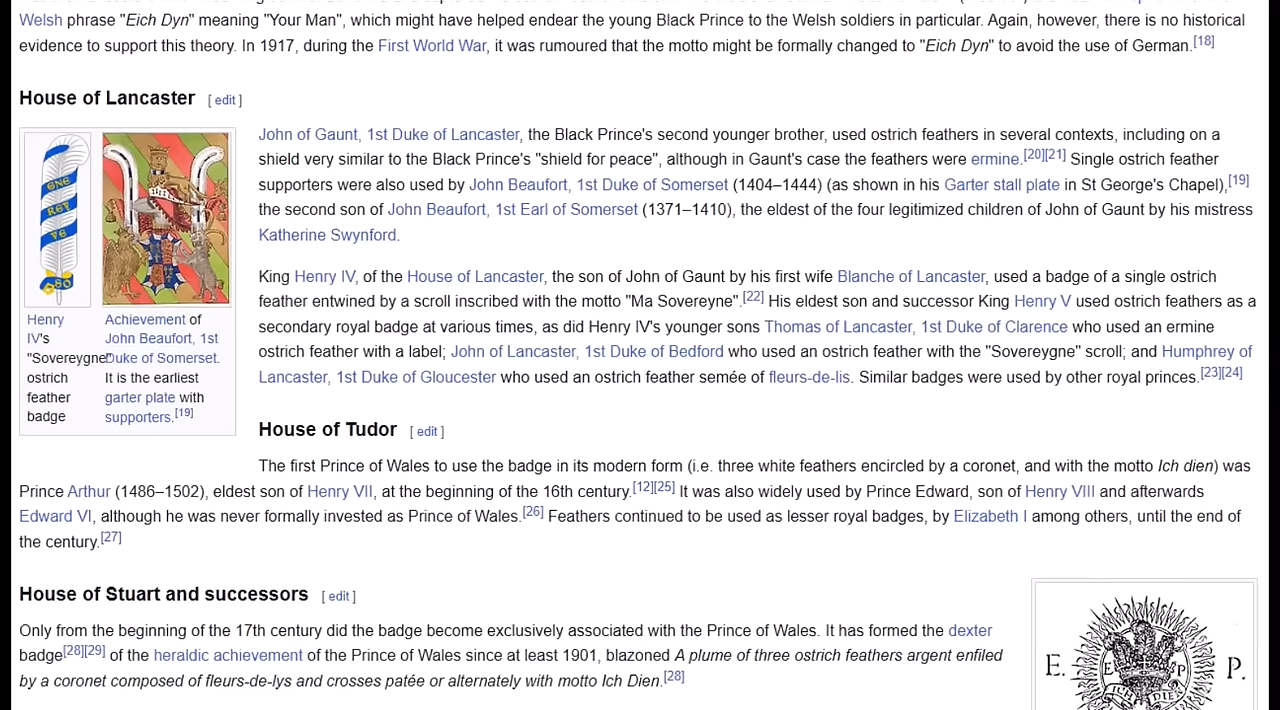 Welsh phrase "Eich Dyn" meaning "Your Man", which might have helped endear the young Black Prince to the Welsh soldiers in particular. Again, however, there is no historical
evidence to support this theory. In 1917, during the First World War, it was rumoured that the motto might be formally changed to "Eich Dyn" to avoid the use of German.[18]
House of Lancaster [ edit ]
John of Gaunt, 1st Duke of Lancaster, the Black Prince's second younger brother, used ostrich feathers in several contexts, including on a
shield very similar to the Black Prince's "shield for peace", although in Gaunt's case the feathers were ermine.[20][21] Single ostrich feather
supporters were also used by John Beaufort, 1st Duke of Somerset (1404–1444) (as shown in his Garter stall plate in St George's Chapel),[19]
the second son of John Beaufort, 1st Earl of Somerset (1371–1410), the eldest of the four legitimized children of John of Gaunt by his mistress
Katherine Swynford.
King Henry IV, of the House of Lancaster, the son of John of Gaunt by his first wife Blanche of Lancaster, used a badge of a single ostrich
feather entwined by a scroll inscribed with the motto "Ma Sovereyne".[22] His eldest son and successor King Henry V used ostrich feathers as a
secondary royal badge at various times, as did Henry IV's younger sons Thomas of Lancaster, 1st Duke of Clarence who used an ermine
ostrich feather with a label; John of Lancaster, 1st Duke of Bedford who used an ostrich feather with the "Sovereygne" scroll; and Humphrey of
Lancaster, 1st Duke of Gloucester who used an ostrich feather semée of fleurs-de-lis. Similar badges were used by other royal princes.[23][24]
Henry
IV's
"Sovereygne"
ostrich
feather
badge
Achievement of
John Beaufort, 1st
Duke of Somerset.
It is the earliest
garter plate with
supporters.[19]
House of Tudor [ edit ]
The first Prince of Wales to use the badge in its modern form (i.e. three white feathers encircled by a coronet, and with the motto Ich dien) was
Prince Arthur (1486–1502), eldest son of Henry VII, at the beginning of the 16th century.[12][25] It was also widely used by Prince Edward, son of Henry VIII and afterwards
Edward VI, although he was never formally invested as Prince of Wales.[26] Feathers continued to be used as lesser royal badges, by Elizabeth I among others, until the end of
the century.[27]
House of Stuart and successors [ edit ]
Only from the beginning of the 17th century did the badge become exclusively associated with the Prince of Wales. It has formed the dexter
badge[28][29] of the heraldic achievement of the Prince of Wales since at least 1901, blazoned A plume of three ostrich feathers argent enfiled
by a coronet composed of fleurs-de-lys and crosses patée or alternately with motto Ich Dien.[28]
E. P.
E P
ICH DIE